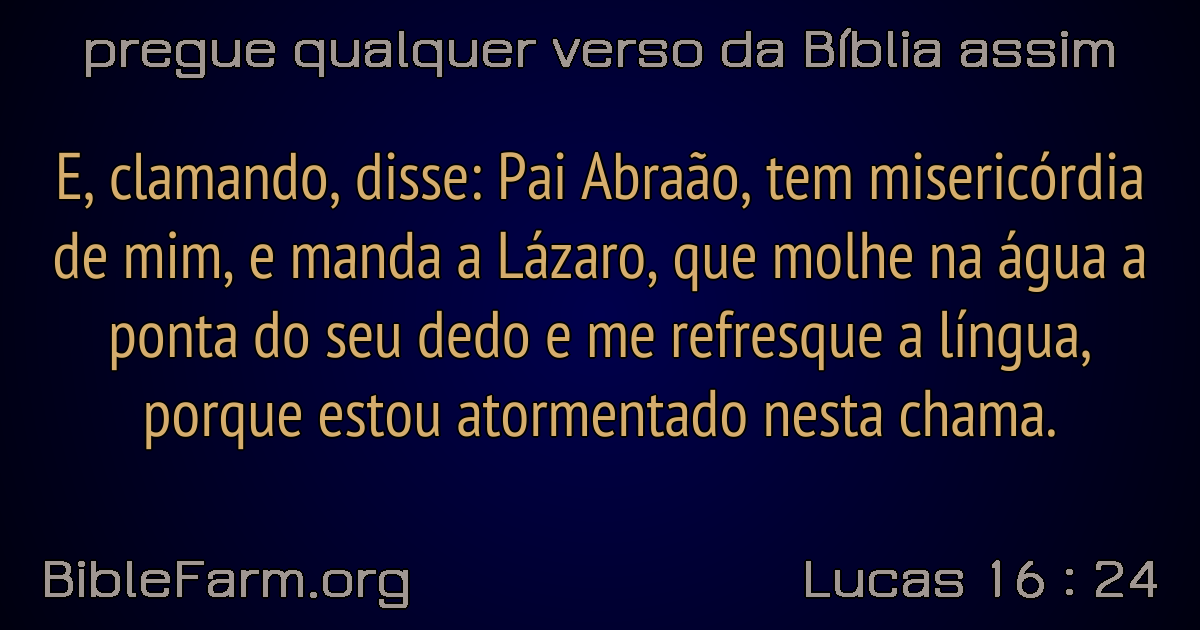 pregue qualquer verso da Bíblia assim
E, clamando, disse: Pai Abraão, tem misericórdia
de mim, e manda a Lázaro, que molhe na água a
ponta do seu dedo e me refresque a língua,
porque estou atormentado nesta chama.
BibleFarm.org
Lucas 16 : 24